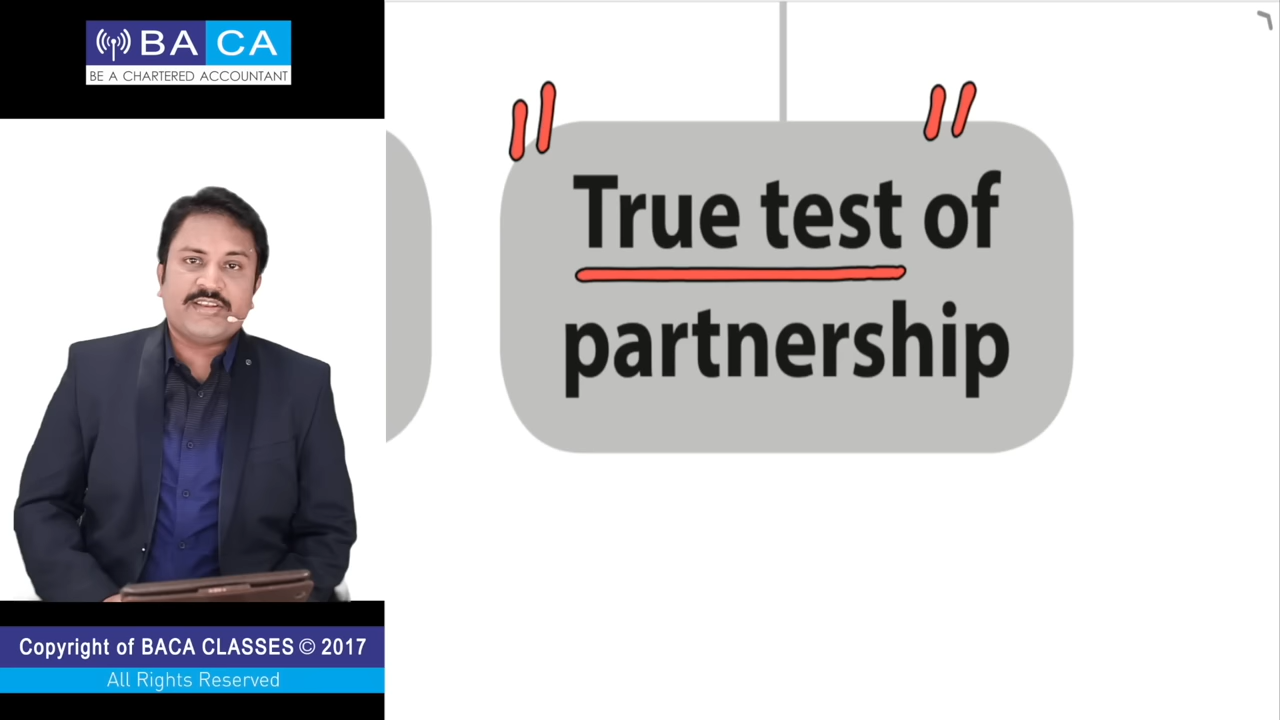 BA CA
BE A CHARTERED ACCOUNTANT
" True test of "
partnership
Copyright of BACA CLASSES © 2017
All Rights Reserved